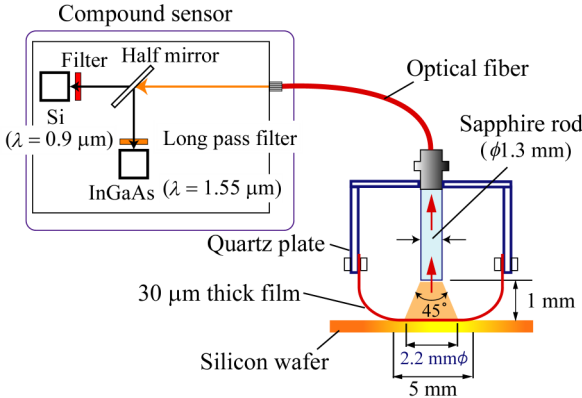 Compound sensor
Half mirror
Filter
Optical fiber
Si
(λ = 0.9 μm)
Long pass filter
Sapphire rod
(ϕ1.3 mm)
InGaAs (λ = 1.55 μm)
Quartz plate
30 μm thick film
45°
1 mm
Silicon wafer
2.2 mmϕ
5 mm